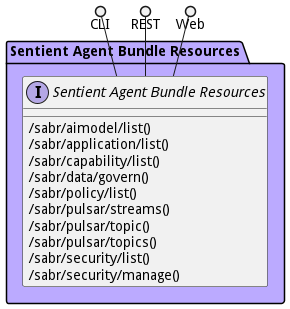 CLI REST Web
Sentient Agent Bundle Resources
I Sentient Agent Bundle Resources
/sabr/aimodel/list()
/sabr/application/list()
/sabr/capability/list()
/sabr/data/govern()
/sabr/policy/list()
/sabr/pulsar/streams()
/sabr/pulsar/topic()
/sabr/pulsar/topics()
/sabr/security/list()
/sabr/security/manage()